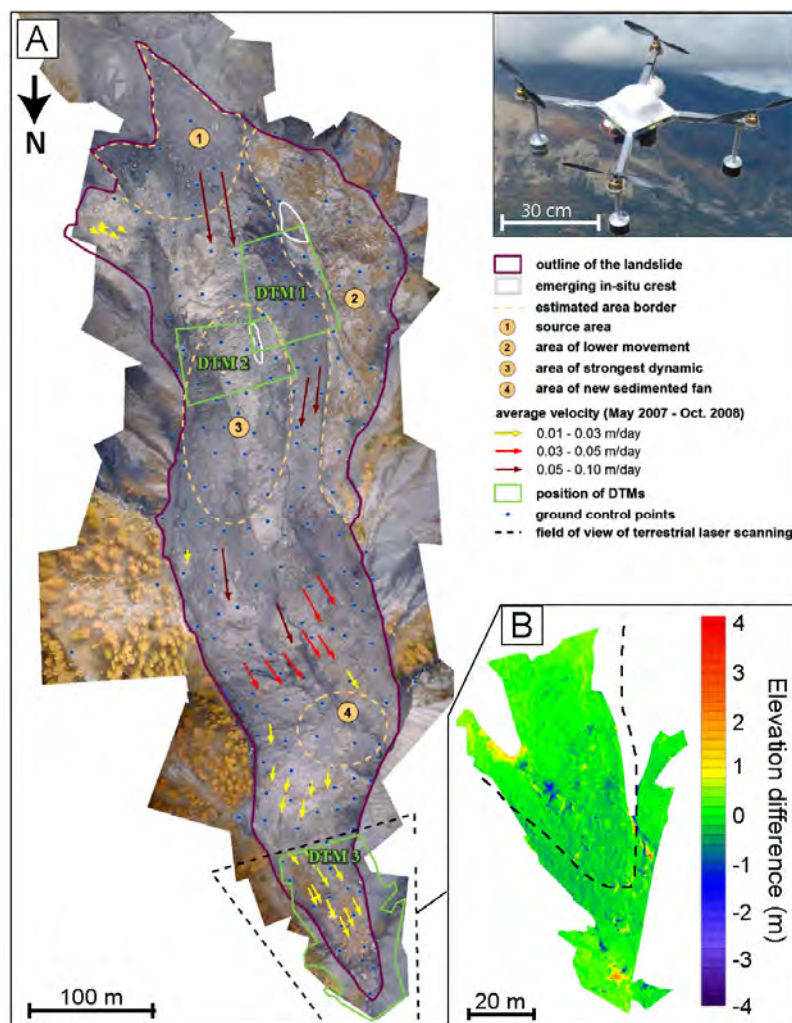 A
N
1
2
DTM 1
DTM 2
3
4
DTM 3
100 m
30 cm
outline of the landslide
emerging in-situ crest
estimated area border
1 source area
2 area of lower movement
3 area of strongest dynamic
4 area of new sedimented fan
average velocity (May 2007 - Oct. 2008)
0.01 - 0.03 m/day
0.03 - 0.05 m/day
0.05 - 0.10 m/day
position of DTMs
ground control points
field of view of terrestrial laser scanning
B
4
3
2
1
0
-1
-2
-3
-4
Elevation difference (m)
20 m